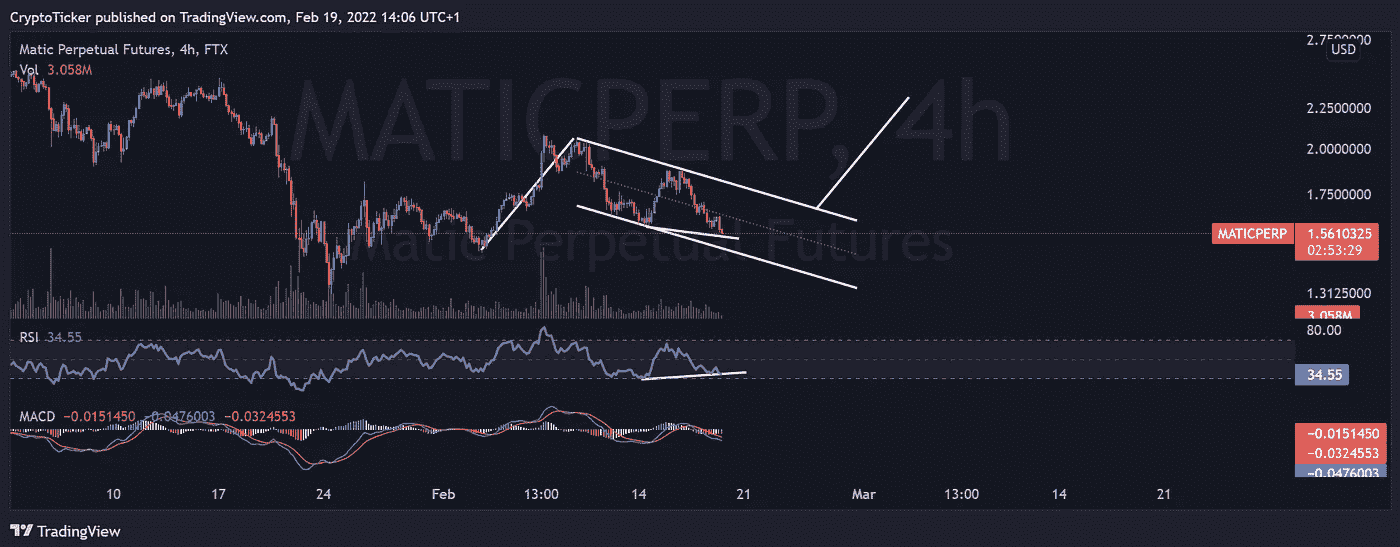 CryptoTicker published on TradingView.com, Feb 19, 2022 14:06 UTC+1
Matic Perpetual Futures, 4h, FTX
Vol 3.058M
MATICPERP, 4h
Matic Perpetual Futures
2.7500000
USD
2.2500000
2.0000000
1.7500000
MATICPERP 1.5610325
02:53:29
1.3125000
3.058M
RSI 34.55
80.00
34.55
MACD −0.0151450 −0.0476003 −0.0324553
−0.0151450
−0.0324553
−0.0476003
10 17 24 Feb 13:00 14 21 Mar 13:00 14 21
TradingView